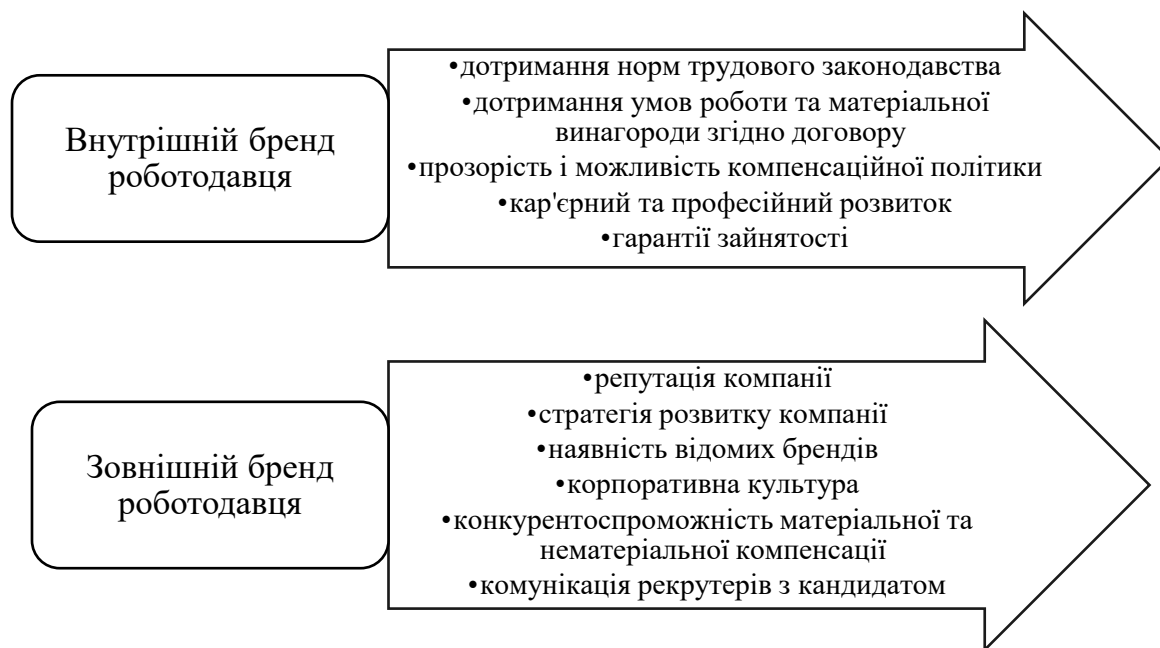 Внутрішній бренд
роботодавця
•дотримання норм трудового законодавства
•дотримання умов роботи та матеріальної
винагороди згідно договору
•прозорість і можливість компенсаційної політики
•кар'єрний та професійний розвиток
•гарантії зайнятості
Зовнішній бренд
роботодавця
•репутація компанії
•стратегія розвитку компанії
•наявність відомих брендів
•корпоративна культура
•конкурентоспроможність матеріальної та
нематеріальної компенсації
•комунікація рекрутерів з кандидатом